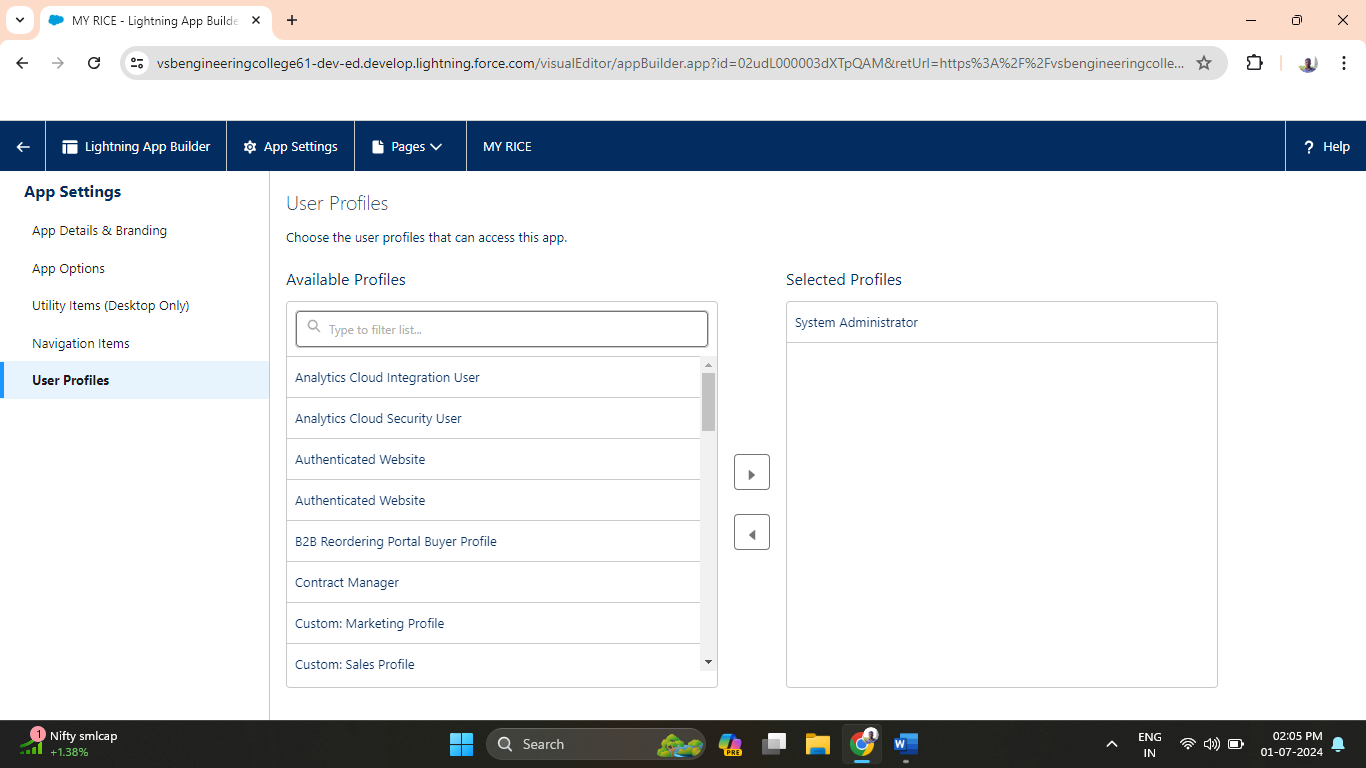 MY RICE - Lightning App Builde
vsbengineeringcollege61-dev-ed.develop.lightning.force.com/visualEditor/appBuilder.app?id=02udL000003dXTpQAM&retUrl=https%3A%2F%2Fvsbengineeringcolle...
Lightning App Builder
App Settings
Pages
MY RICE
? Help
App Settings
App Details & Branding
App Options
Utility Items (Desktop Only)
Navigation Items
User Profiles
User Profiles
Choose the user profiles that can access this app.
Available Profiles
Type to filter list...
Analytics Cloud Integration User
Analytics Cloud Security User
Authenticated Website
Authenticated Website
B2B Reordering Portal Buyer Profile
Contract Manager
Custom: Marketing Profile
Custom: Sales Profile
Selected Profiles
System Administrator
1
Nifty smlcap
+1.38%
Search
PRE
W
ENG
IN
02:05 PM
01-07-2024